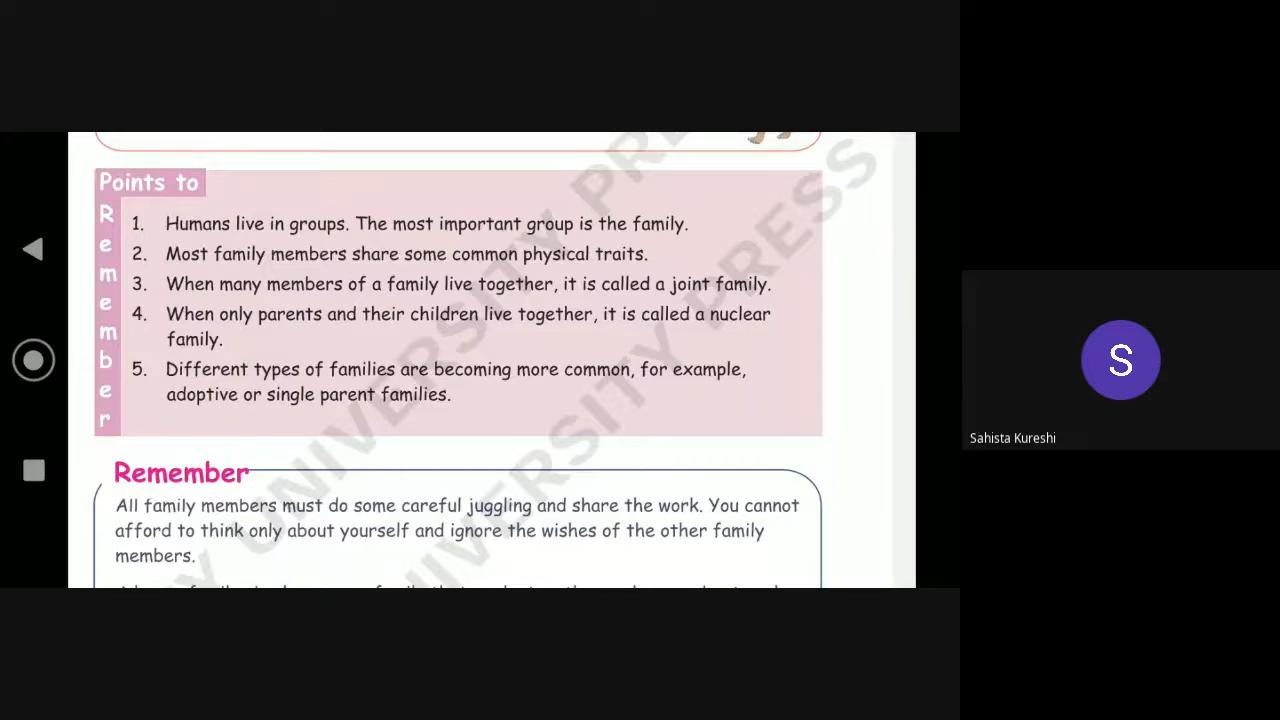 Points to
Remember
1. Humans live in groups. The most important group is the family.
2. Most family members share some common physical traits.
3. When many members of a family live together, it is called a joint family.
4. When only parents and their children live together, it is called a nuclear
family.
5. Different types of families are becoming more common, for example,
adoptive or single parent families.
Remember
All family members must do some careful juggling and share the work. You cannot
afford to think only about yourself and ignore the wishes of the other family
members.
UNIVERSITY PRESS
UNIVERSITY PRESS
S
Sahista Kureshi